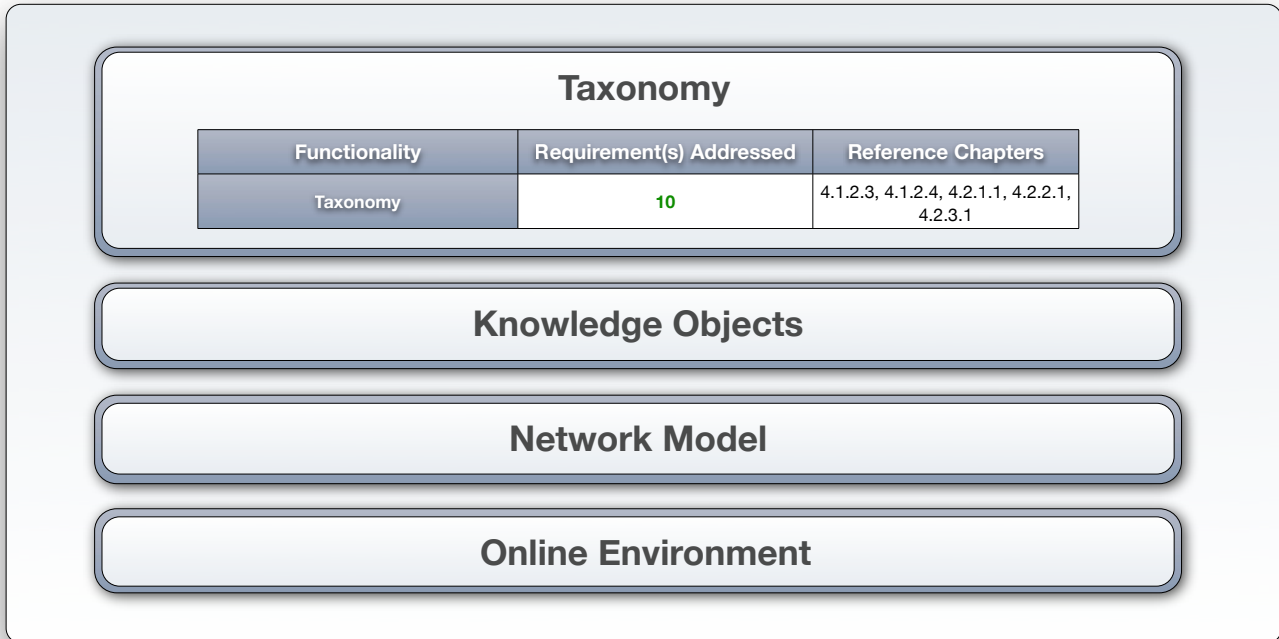 Taxonomy
Functionality Requirement(s) Addressed Reference Chapters
Taxonomy 10 4.1.2.3, 4.1.2.4, 4.2.1.1, 4.2.2.1,
4.2.3.1
Knowledge Objects
Network Model
Online Environment